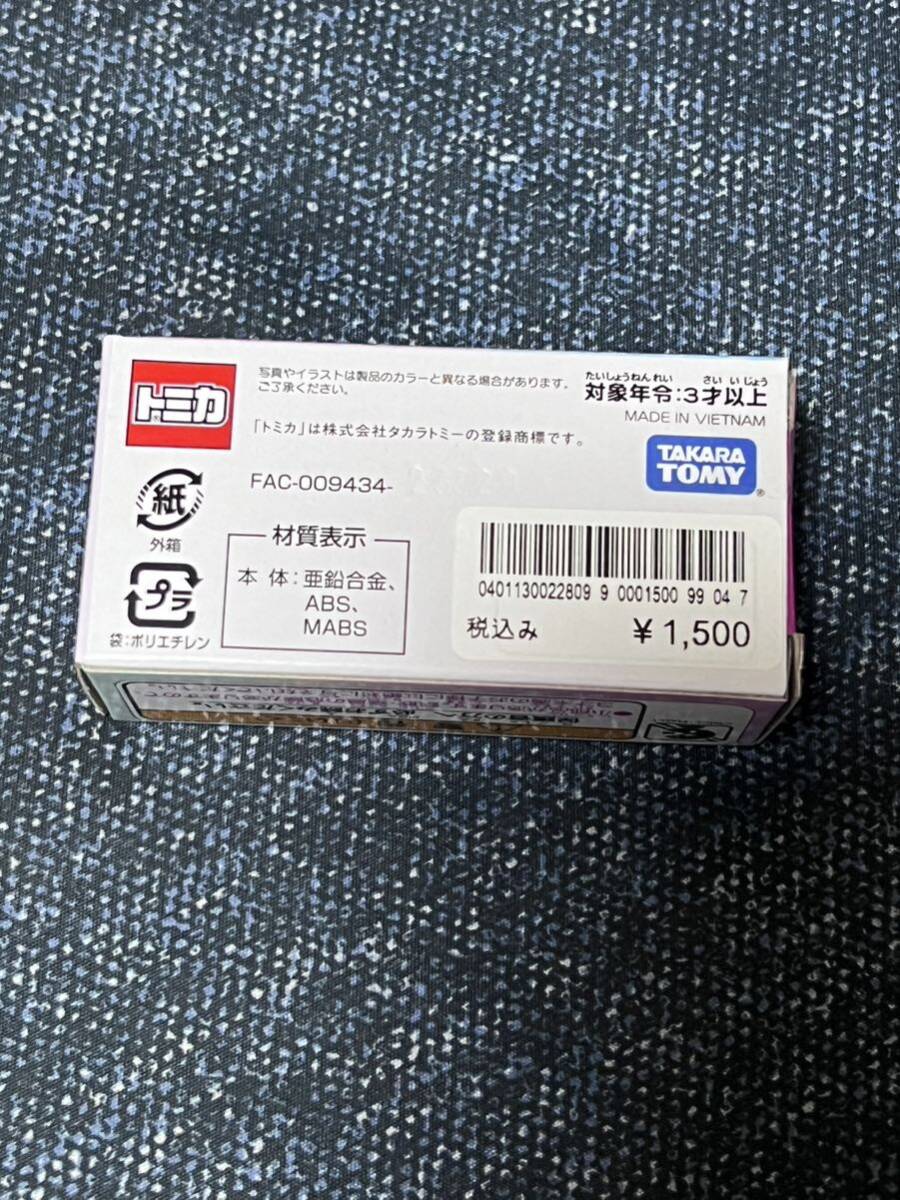 トミカ
写真やイラストは製品のカラーと異なる場合があります。
ご了承ください。
「トミカ」は株式会社タカラトミーの登録商標です。
たいしょうねんれい さい いじょう
対象年令:3才以上
MADE IN VIETNAM
TAKARA
TOMY®
FAC-009434-
紙
外箱
プラ
袋:ポリエチレン
材質表示
本 体:亜鉛合金、
ABS、
MABS
0401130022809 9 0001500 99 04 7
税込み ¥1,500